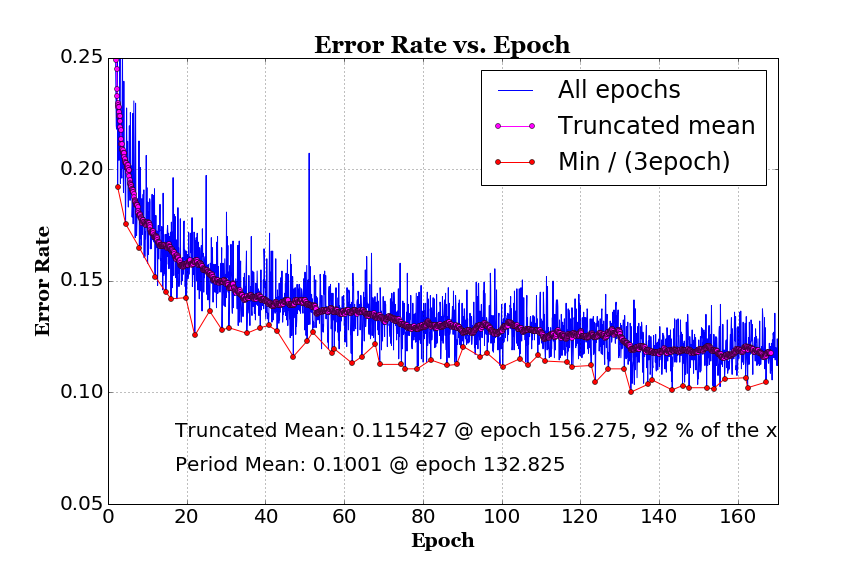 Error Rate vs. Epoch
0.25
0.20
0.15
0.10
0.05
Error Rate
All epochs
Truncated mean
Min / (3epoch)
Truncated Mean: 0.115427 @ epoch 156.275, 92 % of the x
Period Mean: 0.1001 @ epoch 132.825
0 20 40 60 80 100 120 140 160
Epoch